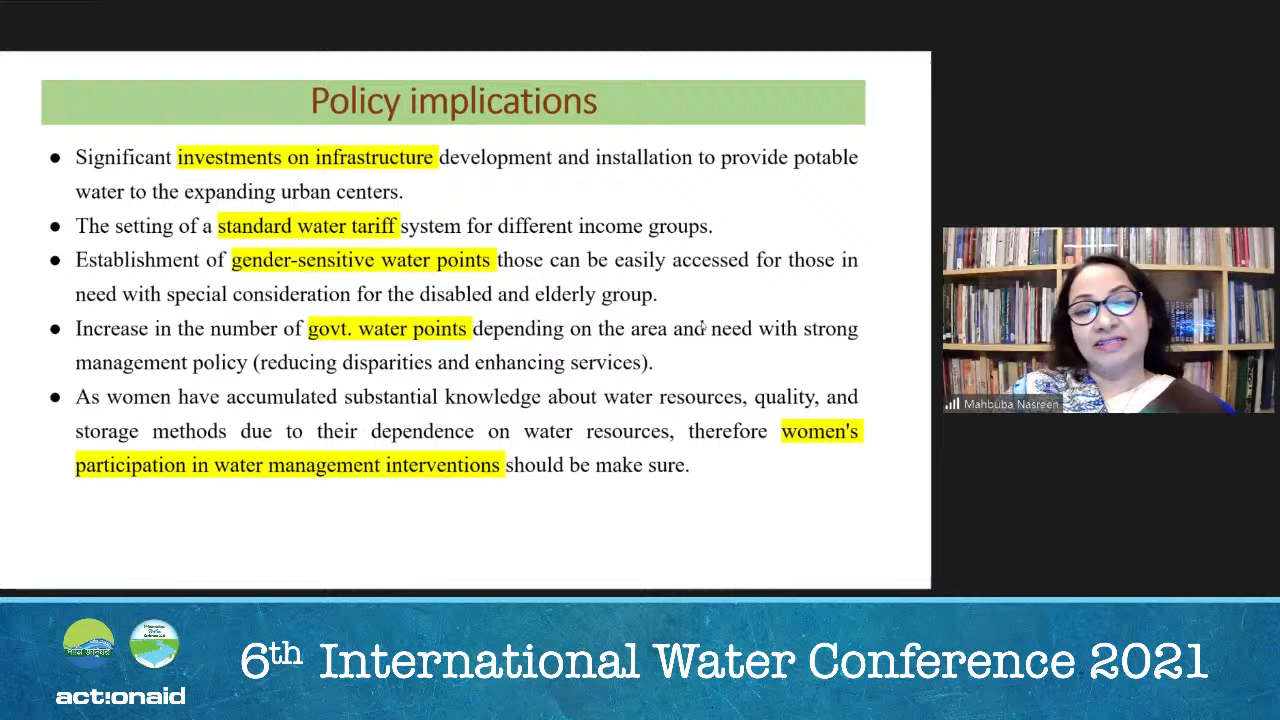 Policy implications
● Significant investments on infrastructure development and installation to provide potable
water to the expanding urban centers.
● The setting of a standard water tariff system for different income groups.
● Establishment of gender-sensitive water points those can be easily accessed for those in
need with special consideration for the disabled and elderly group.
● Increase in the number of govt. water points depending on the area and need with strong
management policy (reducing disparities and enhancing services).
● As women have accumulated substantial knowledge about water resources, quality, and
storage methods due to their dependence on water resources, therefore women's
participation in water management interventions should be make sure.
Mahbuba Nasreen
পানি জাদুঘর
act:onaid
6th International Water Conference 2021